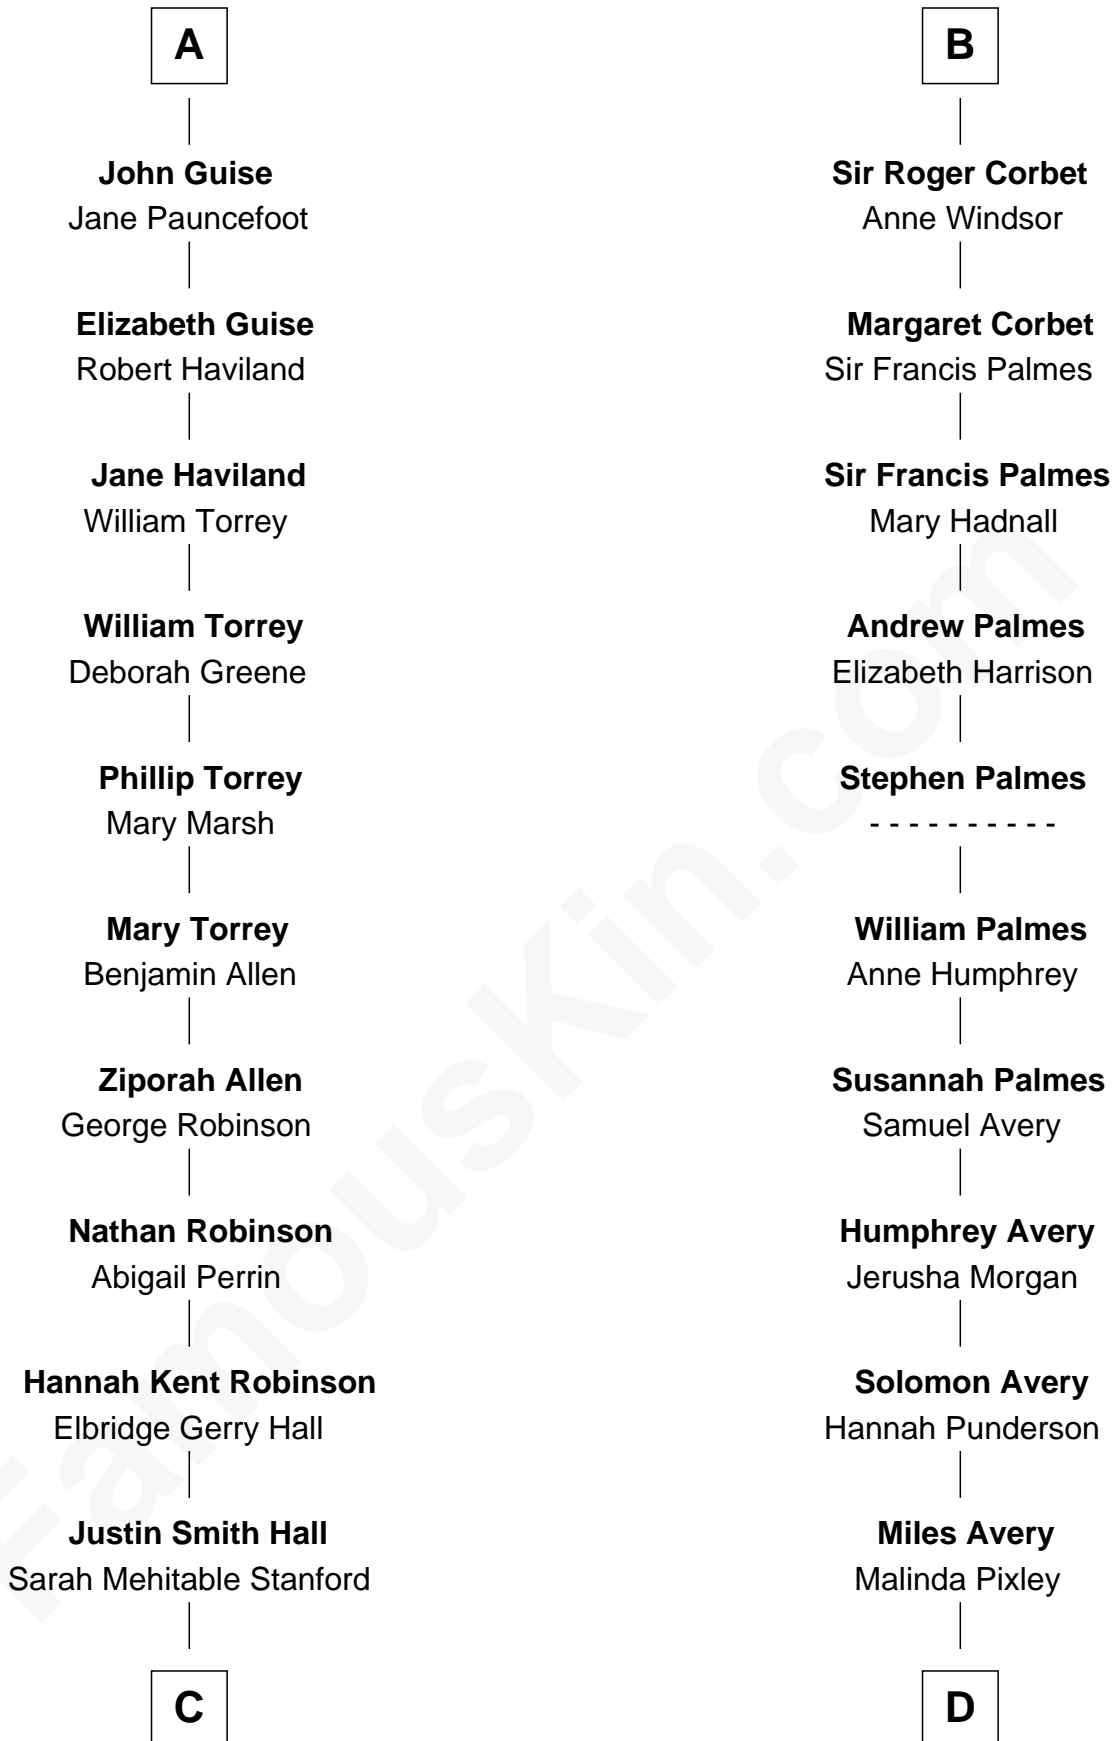 A
John Guise
Jane Pauncefoot
Elizabeth Guise
Robert Haviland
Jane Haviland
William Torrey
William Torrey
Deborah Greene
Phillip Torrey
Mary Marsh
Mary Torrey
Benjamin Allen
Ziporah Allen
George Robinson
Nathan Robinson
Abigail Perrin
Hannah Kent Robinson
Elbridge Gerry Hall
Justin Smith Hall
Sarah Mehitable Stanford
C
B
Sir Roger Corbet
Anne Windsor
Margaret Corbet
Sir Francis Palmes
Sir Francis Palmes
Mary Hadnall
Andrew Palmes
Elizabeth Harrison
Stephen Palmes
- - - - - - - - - -
William Palmes
Anne Humphrey
Susannah Palmes
Samuel Avery
Humphrey Avery
Jerusha Morgan
Solomon Avery
Hannah Punderson
Miles Avery
Malinda Pixley
D
FamousKin.com